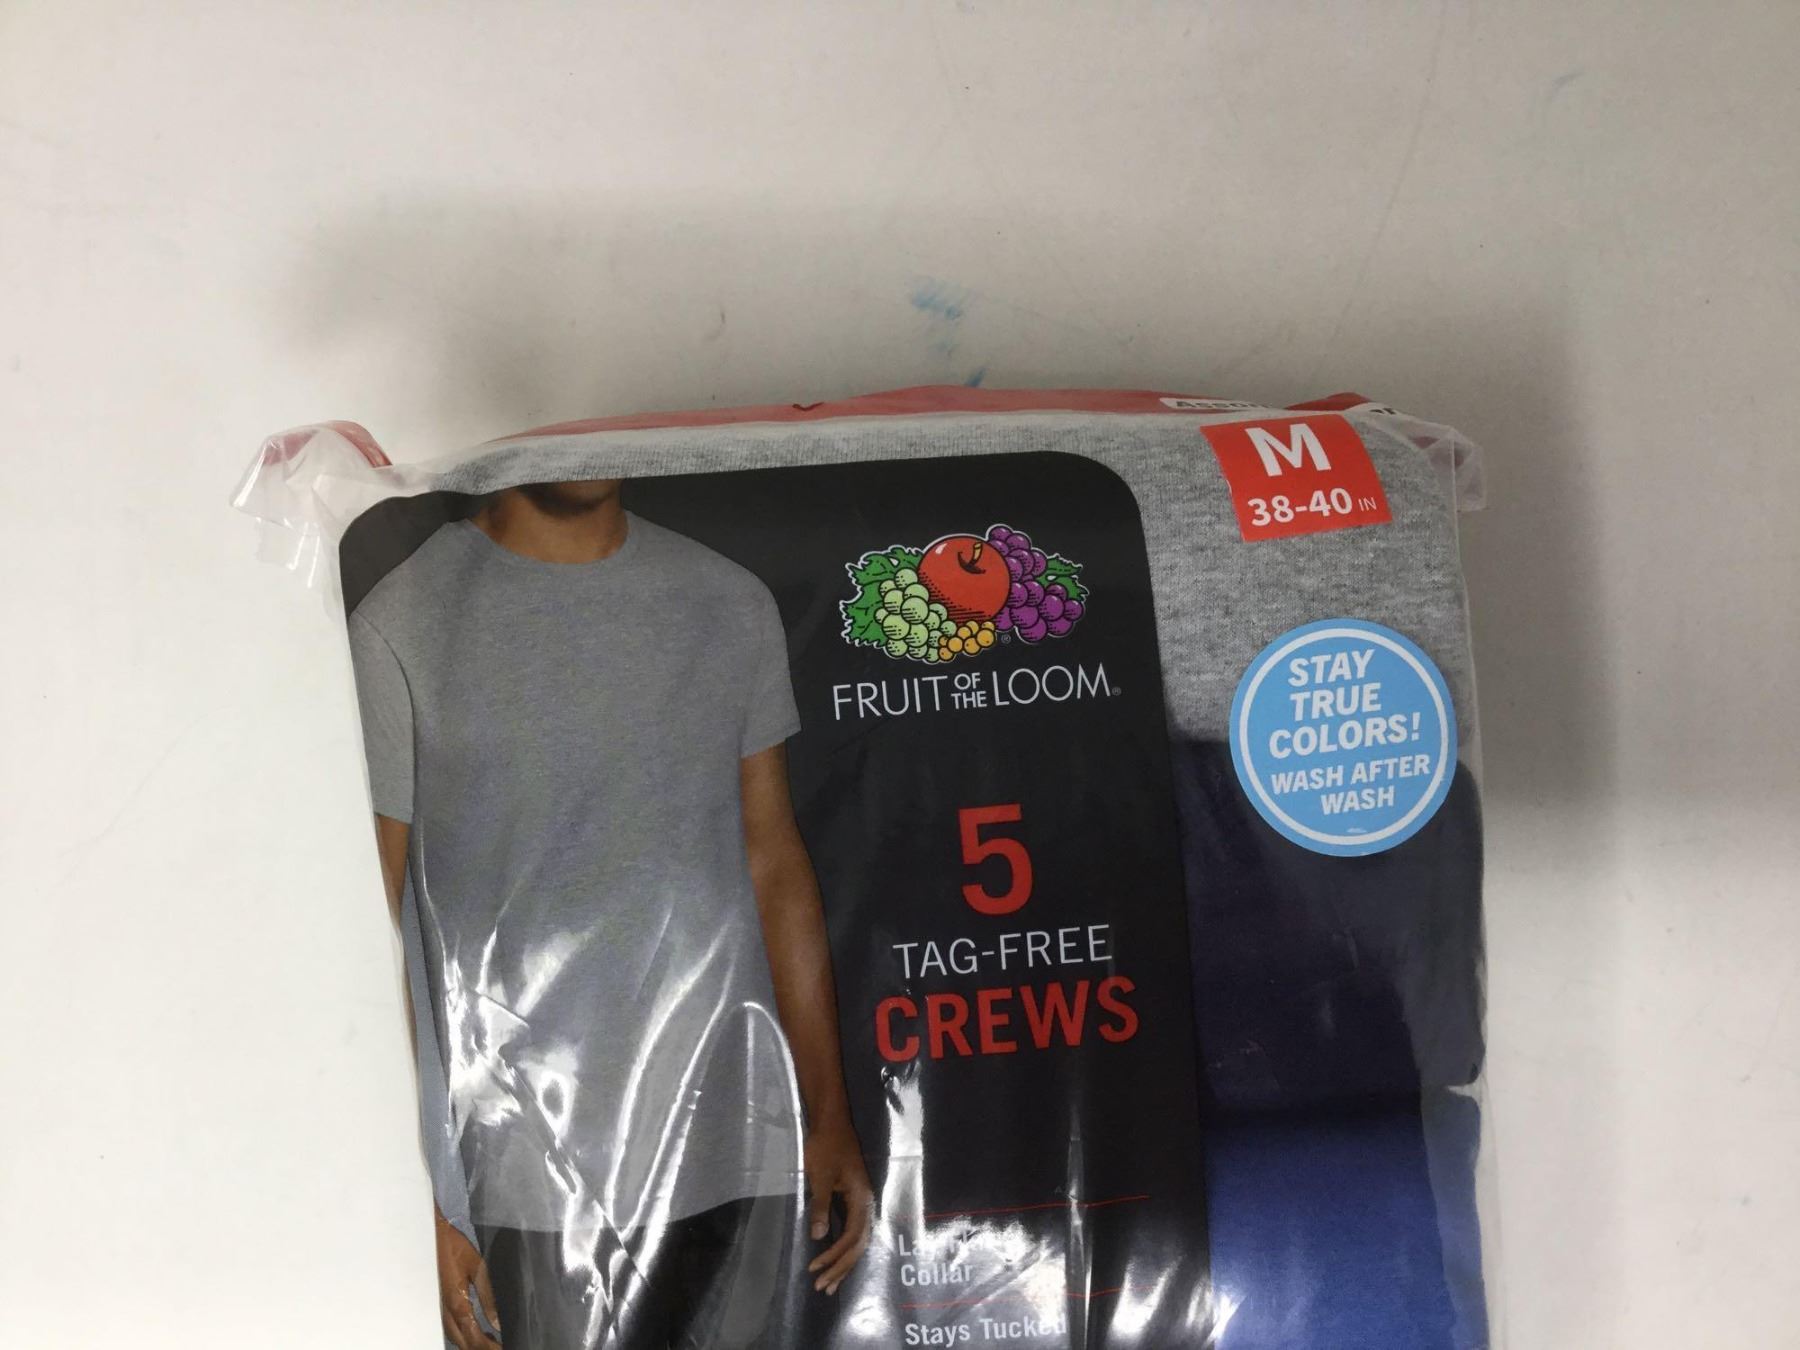 M
38-40 IN
FRUIT OF THE LOOM®
STAY
TRUE
COLORS!
WASH AFTER
WASH
5
TAG-FREE
CREWS
Collar
Stays Tucked